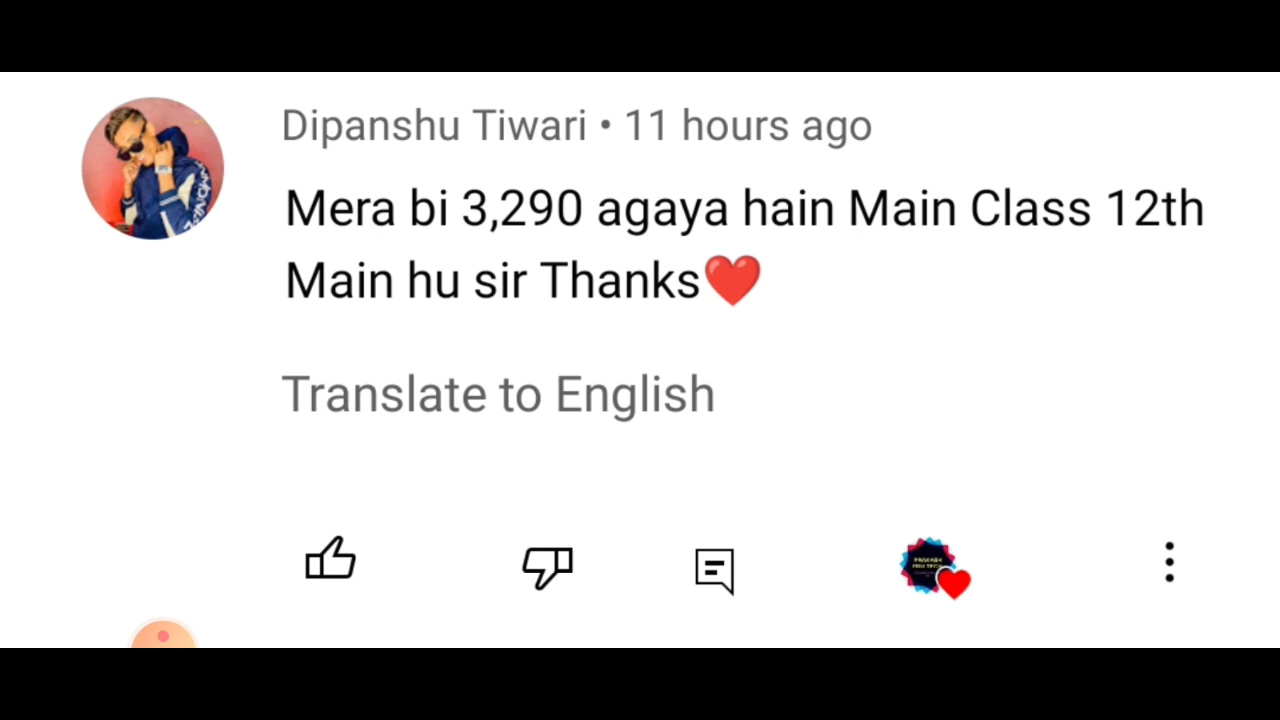 Dipanshu Tiwari • 11 hours ago
Mera bi 3,290 agaya hain Main Class 12th
Main hu sir Thanks❤️
Translate to English